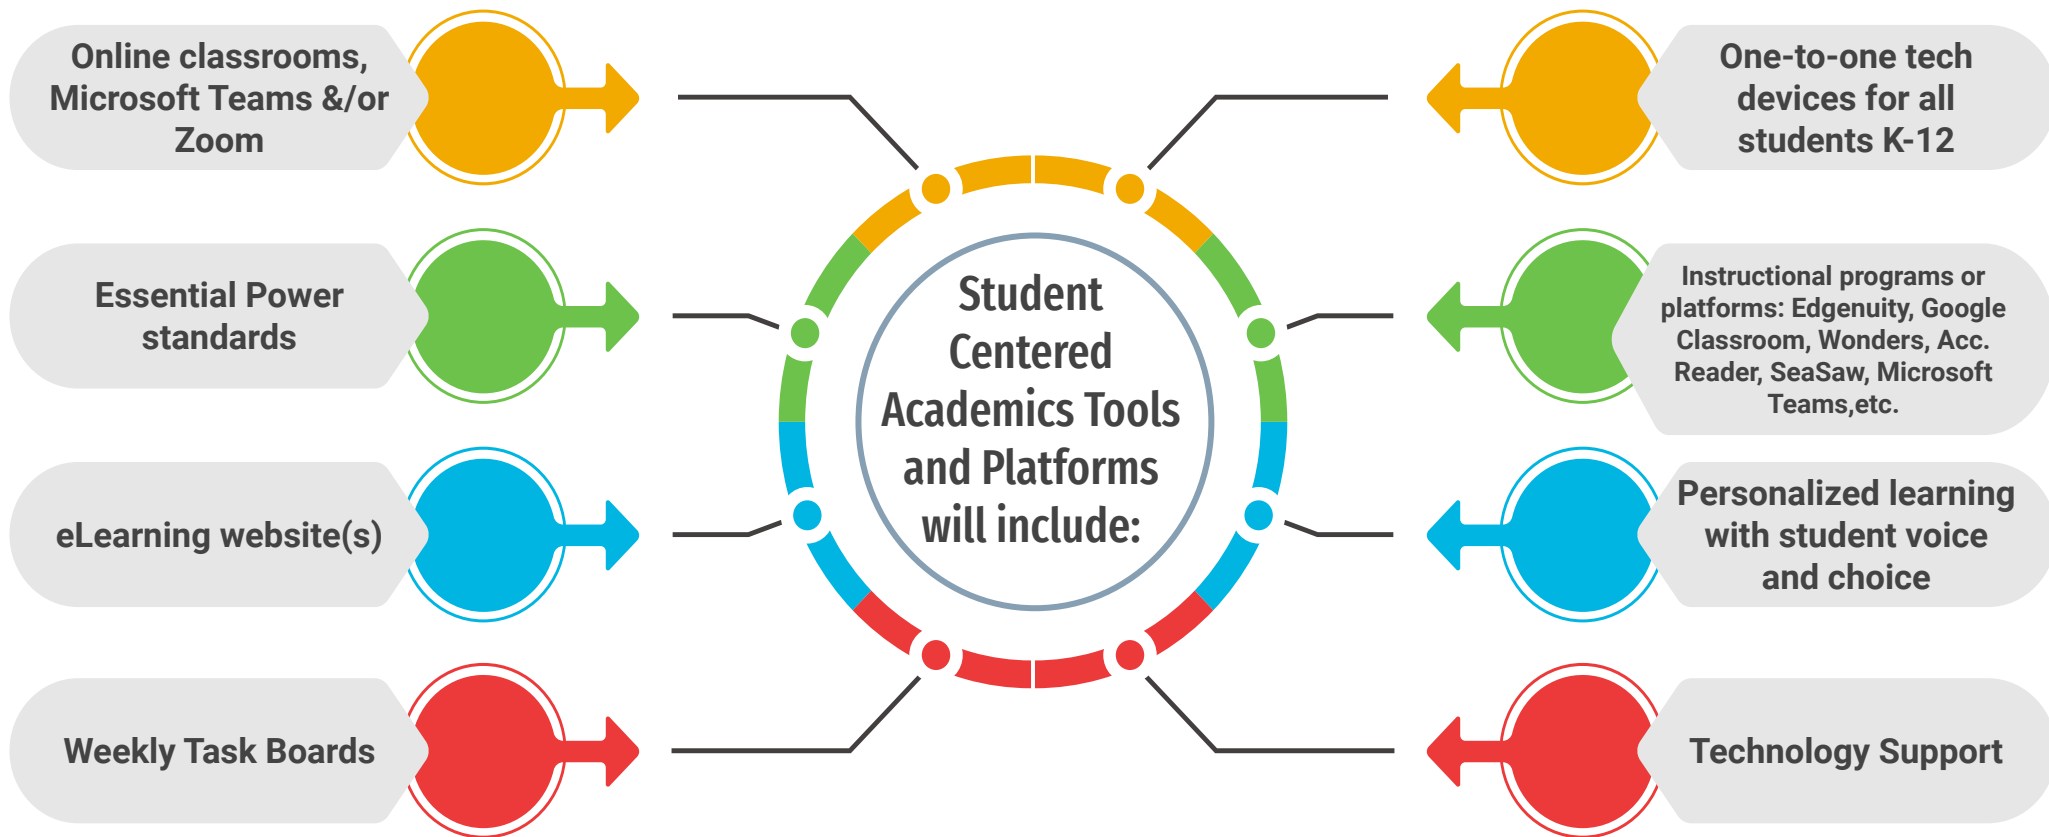 Online classrooms,
Microsoft Teams &/or
Zoom
Essential Power
standards
eLearning website(s)
Weekly Task Boards
Student
Centered
Academics Tools
and Platforms
will include:
One-to-one tech
devices for all
students K-12
Instructional programs or
platforms: Edgenuity, Google
Classroom, Wonders, Acc.
Reader, SeaSaw, Microsoft
Teams,etc.
Personalized learning
with student voice
and choice
Technology Support